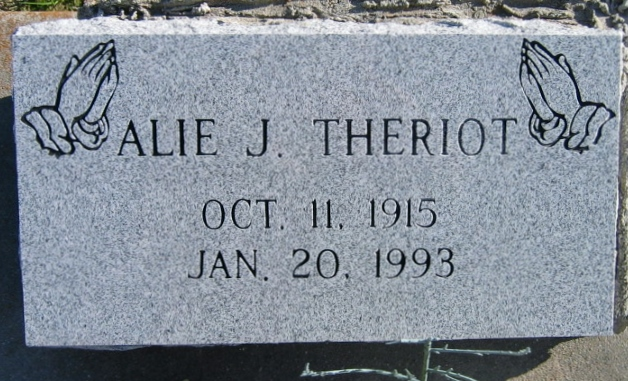 ALIE J. THERIOT
OCT. 11, 1915
JAN. 20, 1993